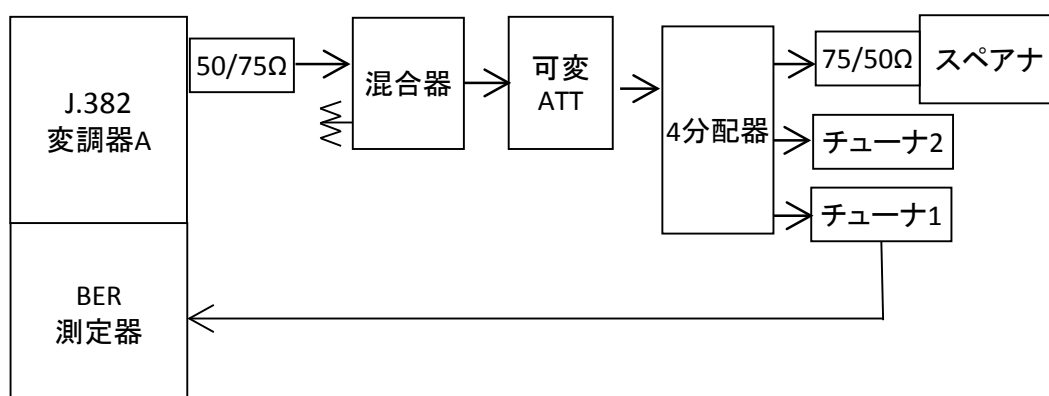 J.382
変調器A
50/75Ω
混合器
可変
ATT
4分配器
75/50Ω
スペアナ
チューナ2
チューナ1
BER
測定器